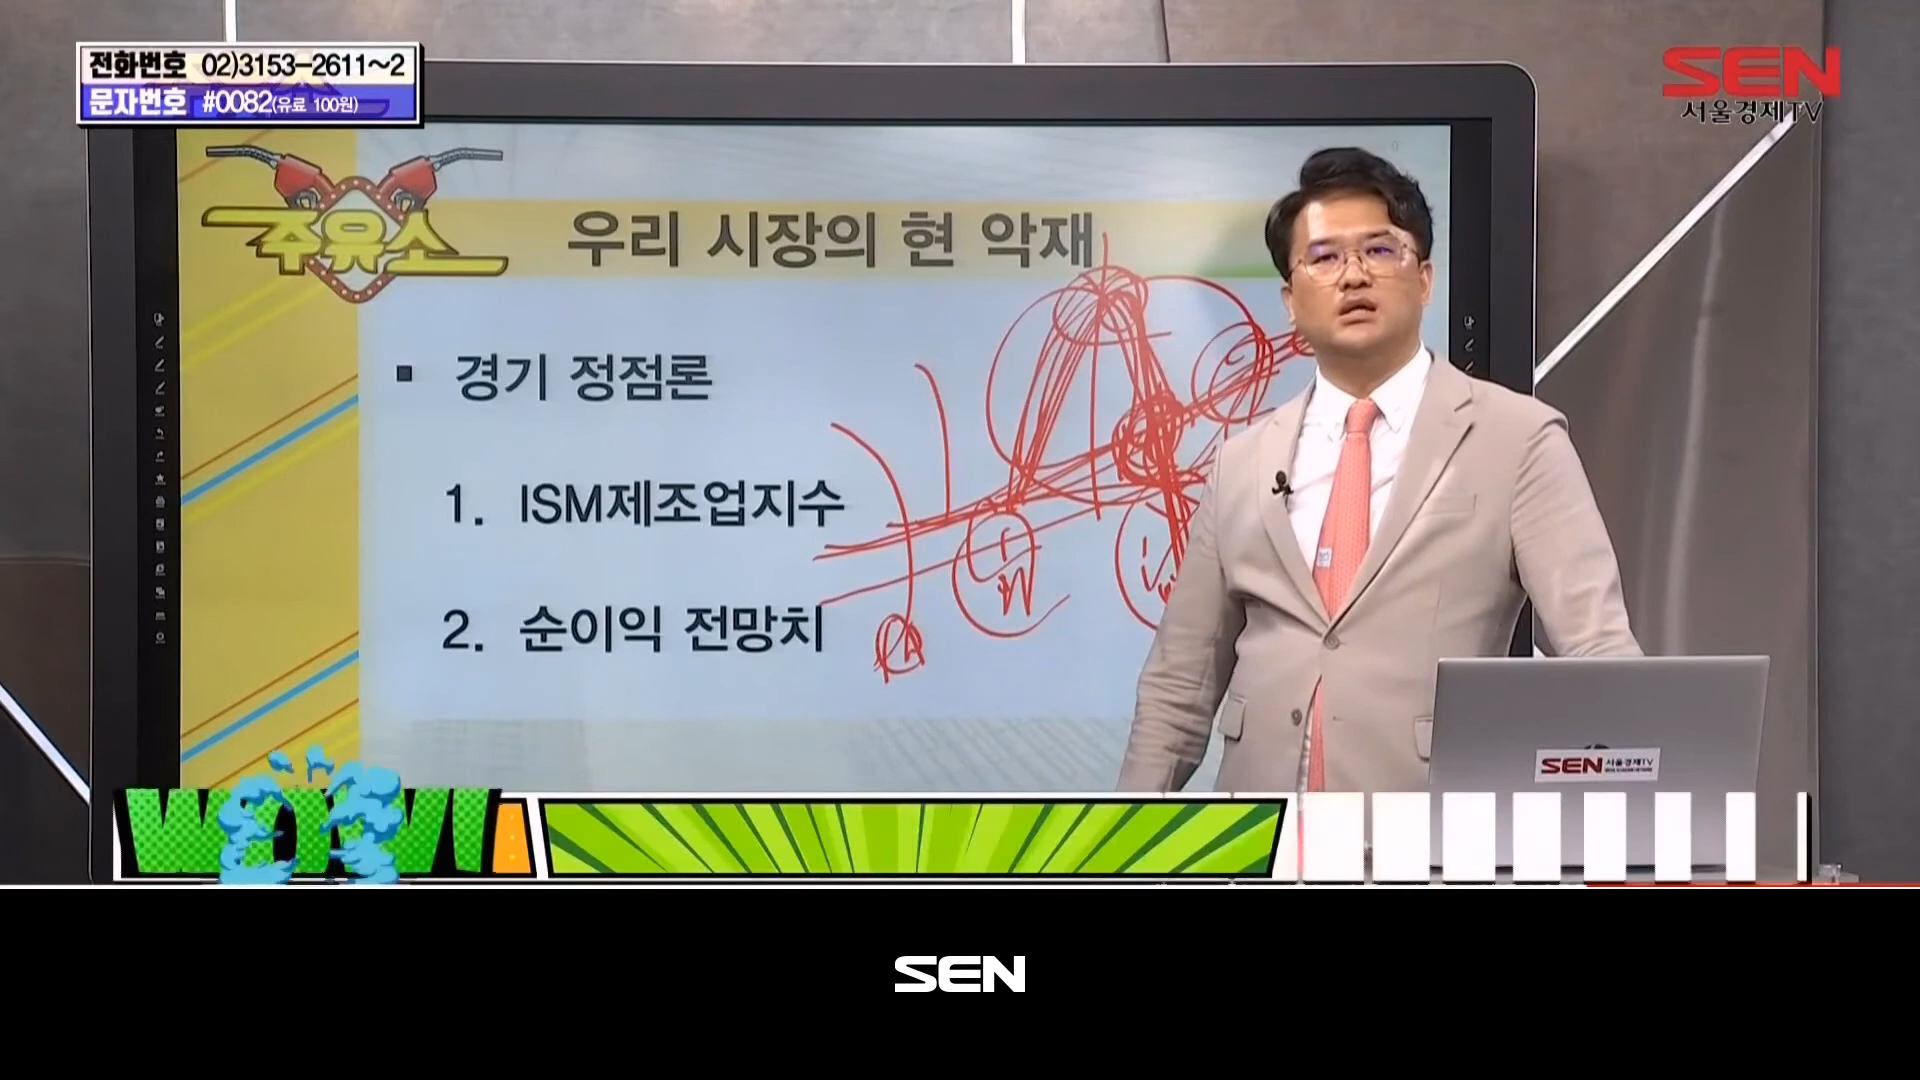 전화번호 02)3153-2611~2
문자번호 #0082(유료 100원)
SEN
서울경제TV
주유소
우리 시장의 현 악재
▪ 경기 정점론
1. ISM제조업지수
2. 순이익 전망치
SEN 서울경제TV
WOW!
SEN